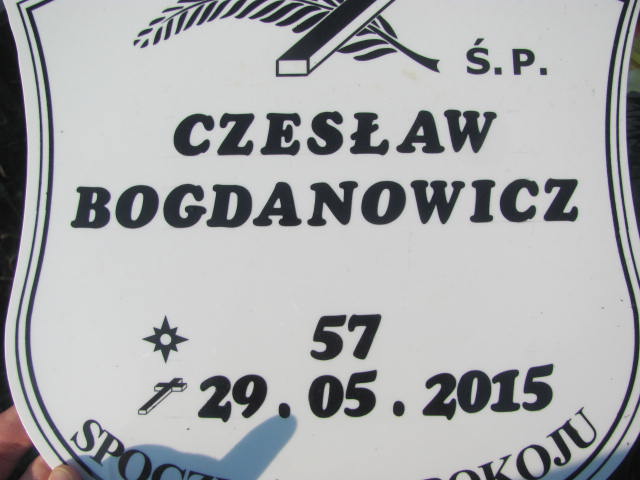 Ś.P.
CZESŁAW
BOGDANOWICZ
57
29.05.2015